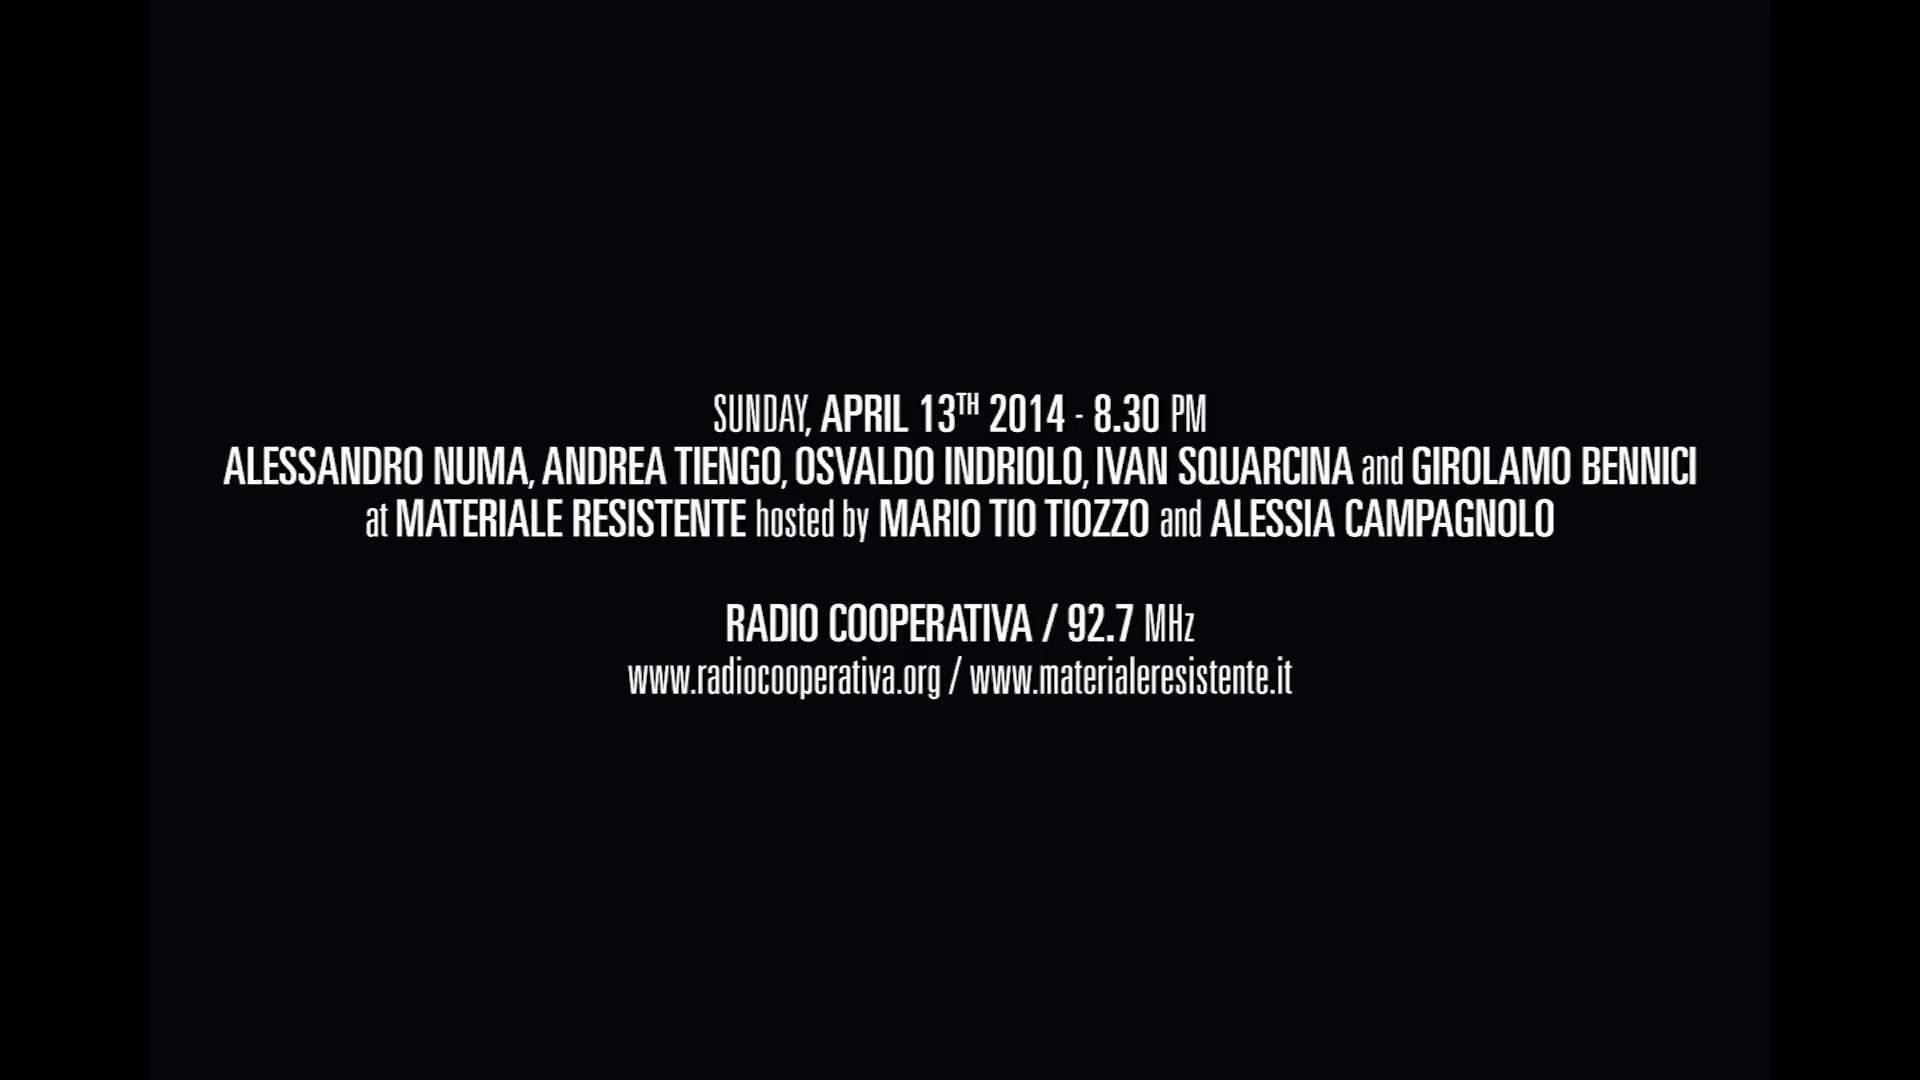 SUNDAY, APRIL 13TH 2014 - 8.30 PM
ALESSANDRO NUMA, ANDREA TIENGO, OSVALDO INDRIOLO, IVAN SQUARCINA and GIROLAMO BENNICI
at MATERIALE RESISTENTE hosted by MARIO TIO TIOZZO and ALESSIA CAMPAGNOLO
RADIO COOPERATIVA / 92.7 MHz
www.radiocooperativa.org / www.materialeresistente.it